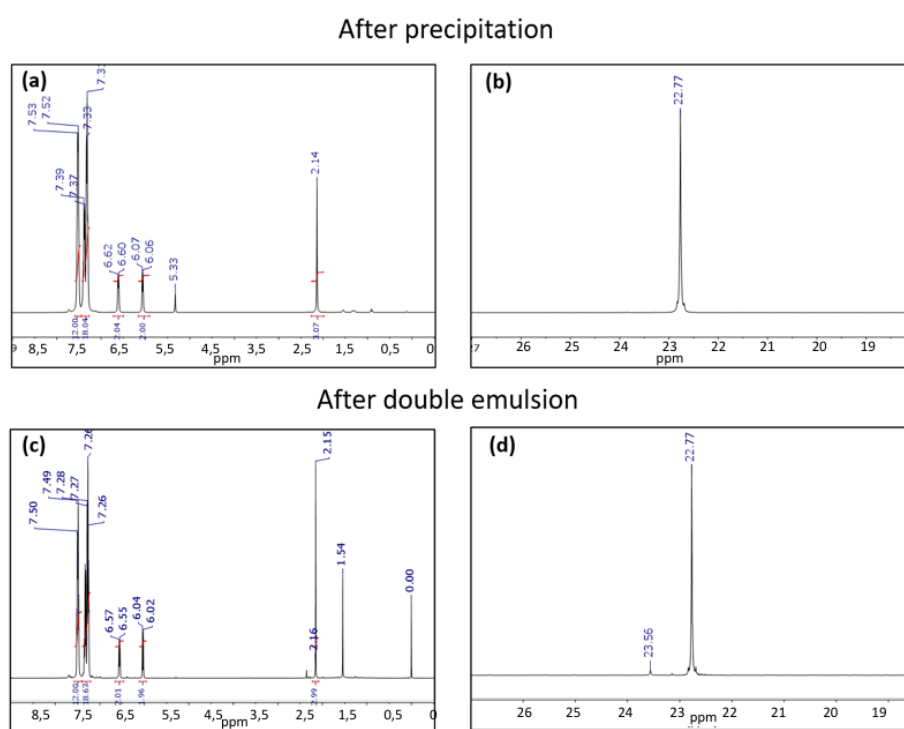 After precipitation
(a)
7.53
7.52
7.39
7.37
7.33
7.3
6.62
6.60
6.07
6.06
5.33
2.14
12.00
18.04
2.04
2.00
3.07
9 8,5 7,5 6,5 5,5 4,5 3,5 2,5 1,5 0,5 0
ppm
(b)
22.77
27 26 25 24 23 22 21 20 19
ppm
After double emulsion
(c)
7.50
7.49
7.28
7.27
7.26
7.26
6.57
6.55
6.04
6.02
2.15
2.16
1.54
0.00
12.00
18.67
2.01
1.96
2.99
8,5 7,5 6,5 5,5 4,5 3,5 2,5 1,5 0,5 0
ppm
(d)
23.56
22.77
26 25 24 23 22 21 20 19
ppm